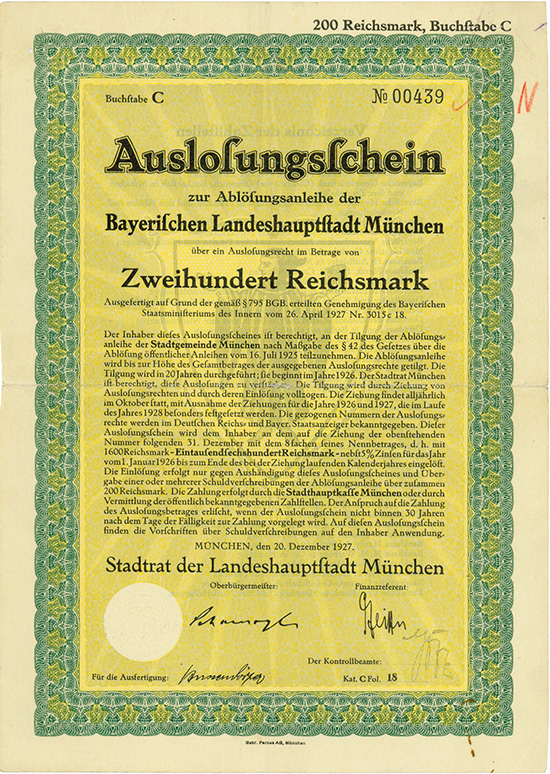 200 Reichsmark, Buchſtabe C
Buchſtabe C
№ 00439
N
Ausloſungsſchein
zur Ablöſungsanleihe der
Bayeriſchen Landeshauptſtadt München
über ein Ausloſungsrecht im Betrage von
Zweihundert Reichsmark
Ausgefertigt auf Grund der gemäß § 795 BGB. erteilten Genehmigung des Bayeriſchen
Staatsminiſteriums des Innern vom 26. April 1927 Nr. 3015 c 18.
Der Inhaber dieſes Ausloſungsſcheines iſt berechtigt, an der Tilgung der Ablöſungs-
anleihe der Stadtgemeinde München nach Maßgabe des § 42 des Geſetzes über die
Ablöſung öffentlicher Anleihen vom 16. Juli 1925 teilzunehmen. Die Ablöſungsanleihe
wird bis zur Höhe des Geſamtbetrages der ausgegebenen Ausloſungsrechte getilgt. Die
Tilgung wird in 20 Jahren durchgeführt; ſie beginnt im Jahre 1926. Der Stadtrat München
iſt berechtigt, dieſe Auslosungen zu verſtärken. Die Tilgung wird durch Ziehung von
Ausloſungsrechten und durch deren Einlöſung vollzogen. Die Ziehung findet alljährlich
im Oktober ſtatt, mit Ausnahme der Ziehungen für die Jahre 1926 und 1927, die im Laufe
des Jahres 1928 beſonders feſtgeſetzt werden. Die gezogenen Nummern der Ausloſungs-
rechte werden im Deutſchen Reichs- und Bayer. Staatsanzeiger bekanntgegeben. Dieſer
Ausloſungsſchein wird dem Inhaber an dem auf die Ziehung der obenſtehenden
Nummer folgenden 31. Dezember mit dem 8 fachen ſeines Nennbetrages, d. h. mit
1600 Reichsmark - Eintauſendſechshundert Reichsmark - nebſt 5% Zinſen für das Jahr
vom 1. Januar 1926 bis zum Ende des bei der Ziehung laufenden Kalenderjahres eingelöſt.
Die Einlöſung erfolgt nur gegen Aushändigung dieſes Ausloſungsſcheines und Über-
gabe einer oder mehrerer Schuldverſchreibungen der Ablöſungsanleihe über zuſammen
200 Reichsmark. Die Zahlung erfolgt durch die Stadthauptkaſſe München oder durch
Vermittlung der öffentlich bekanntgegebenen Zahlſtellen. Der Anſpruch auf die Zahlung
des Ausloſungsbetrages erliſcht, wenn der Ausloſungsſchein nicht binnen 30 Jahren
nach dem Tage der Fälligkeit zur Zahlung vorgelegt wird. Auf dieſen Ausloſungsſchein
finden die Vorſchriften über Schuldverſchreibungen auf den Inhaber Anwendung.
MÜNCHEN, den 20. Dezember 1927.
Stadtrat der Landeshauptſtadt München
Oberbürgermeiſter:
Finanzreferent:
Der Kontrollbeamte:
Für die Ausfertigung:
Kat. C Fol. 18
Gebr. Parcus AG, München